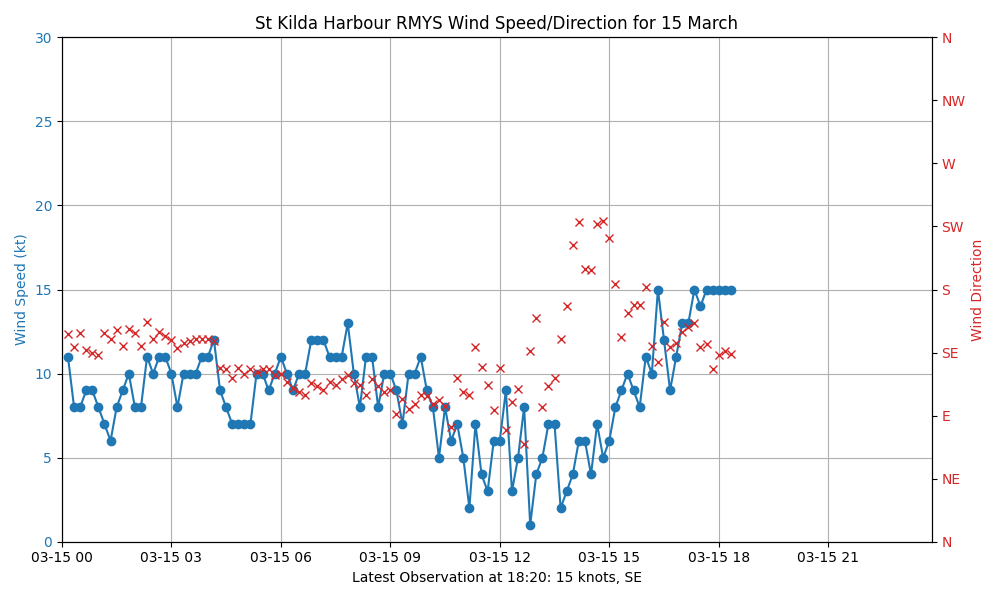 St Kilda Harbour RMYS Wind Speed/Direction for 15 March
Wind Speed (kt)
30
25
20
15
10
5
0
N
NW
W
SW
S
SE
E
NE
N
Wind Direction
03-15 00
03-15 03
03-15 06
03-15 09
03-15 12
03-15 15
03-15 18
03-15 21
Latest Observation at 18:20: 15 knots, SE